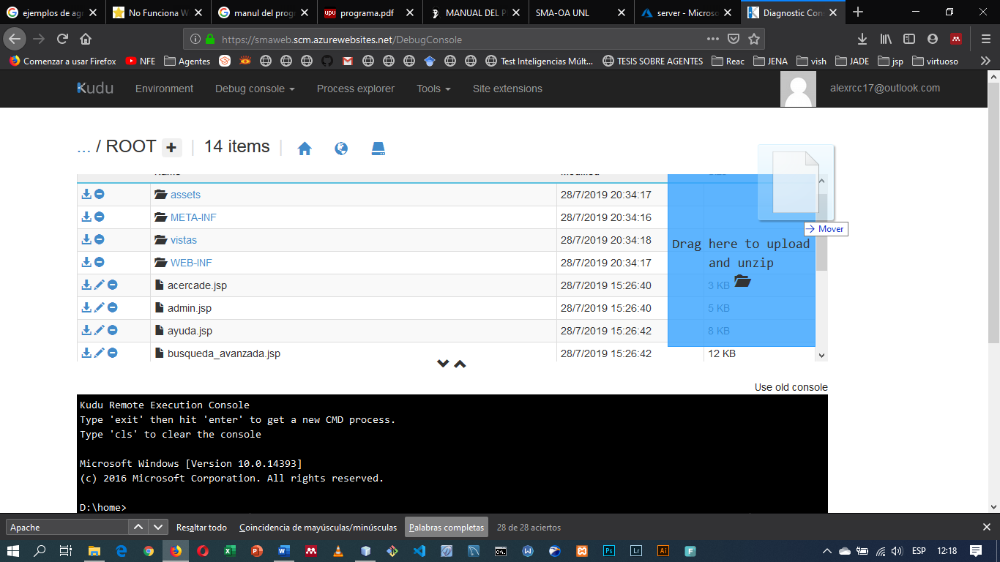 ejemplos de ag
No Funciona W
manul del prog
upv programa.pdf
MANUAL DEL P
SMA-OA UNL
server - Microso
Diagnostic Con
https://smaweb.scm.azurewebsites.net/DebugConsole
Comenzar a usar Firefox NFE Agentes Test Inteligencias Múlt... TESIS SOBRE AGENTES Reac JENA vish JADE jsp virtuoso
Kudu Environment Debug console Process explorer Tools Site extensions alexrcc17@outlook.com
... / ROOT + | 14 items |
assets 28/7/2019 20:34:17
META-INF 28/7/2019 20:34:16
vistas 28/7/2019 20:34:18
WEB-INF 28/7/2019 20:34:17
acercade.jsp 28/7/2019 15:26:40 3 KB
admin.jsp 28/7/2019 15:26:40 5 KB
ayuda.jsp 28/7/2019 15:26:42 8 KB
busqueda_avanzada.jsp 28/7/2019 15:26:42 12 KB
Drag here to upload
and unzip
Mover
Use old console
Kudu Remote Execution Console
Type 'exit' then hit 'enter' to get a new CMD process.
Type 'cls' to clear the console
Microsoft Windows [Version 10.0.14393]
(c) 2016 Microsoft Corporation. All rights reserved.
D:\home>
Apache Resaltar todo Coincidencia de mayúsculas/minúsculas Palabras completas 28 de 28 aciertos
ESP 12:18